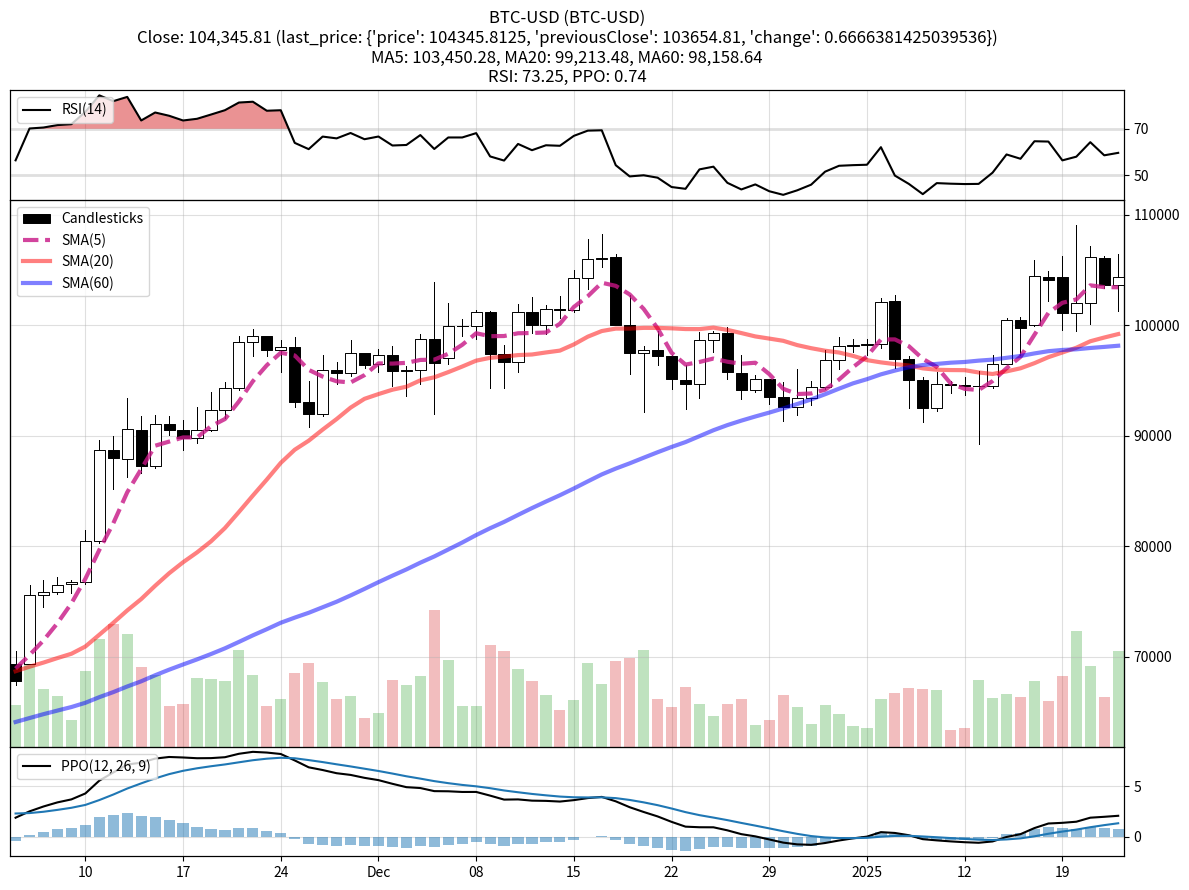 BTC-USD (BTC-USD)
Close: 104,345.81 (last_price: {'price': 104345.8125, 'previousClose': 103654.81, 'change': 0.6666381425039536})
MA5: 103,450.28, MA20: 99,213.48, MA60: 98,158.64
RSI: 73.25, PPO: 0.74
RSI(14)
70
50
Candlesticks
SMA(5)
SMA(20)
SMA(60)
110000
100000
90000
80000
70000
PPO(12, 26, 9)
5
0
10 17 24 Dec 08 15 22 29 2025 12 19